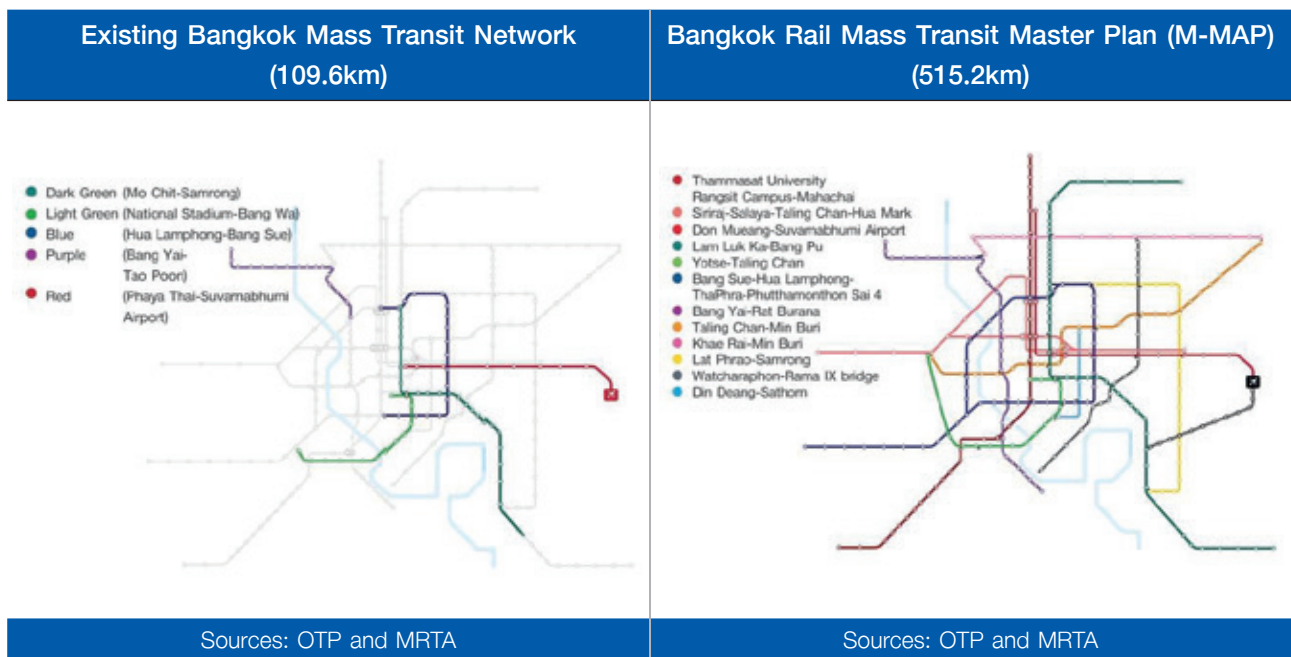 Existing Bangkok Mass Transit Network
(109.6km)
Dark Green (Mo Chit-Samrong)
Light Green (National Stadium-Bang Wa)
Blue (Hua Lamphong-Bang Sue)
Purple (Bang Yai-
Tao Poon)
Red (Phaya Thai-Suvarnabhumi
Airport)
Sources: OTP and MRTA
Bangkok Rail Mass Transit Master Plan (M-MAP)
(515.2km)
Thammasat University
Rangsit Campus-Mahachai
Siriraj-Salaya-Taling Chan-Hua Mark
Don Mueang-Suvarnabhumi Airport
Lam Luk Ka-Bang Pu
Yotse-Taling Chan
Bang Sue-Hua Lamphong-
ThaPhra-Phutthamonthon Sai 4
Bang Yai-Rat Burana
Taling Chan-Min Buri
Khae Rai-Min Buri
Lat Phrao-Samrong
Watcharaphon-Rama IX bridge
Din Deang-Sathorn
Sources: OTP and MRTA